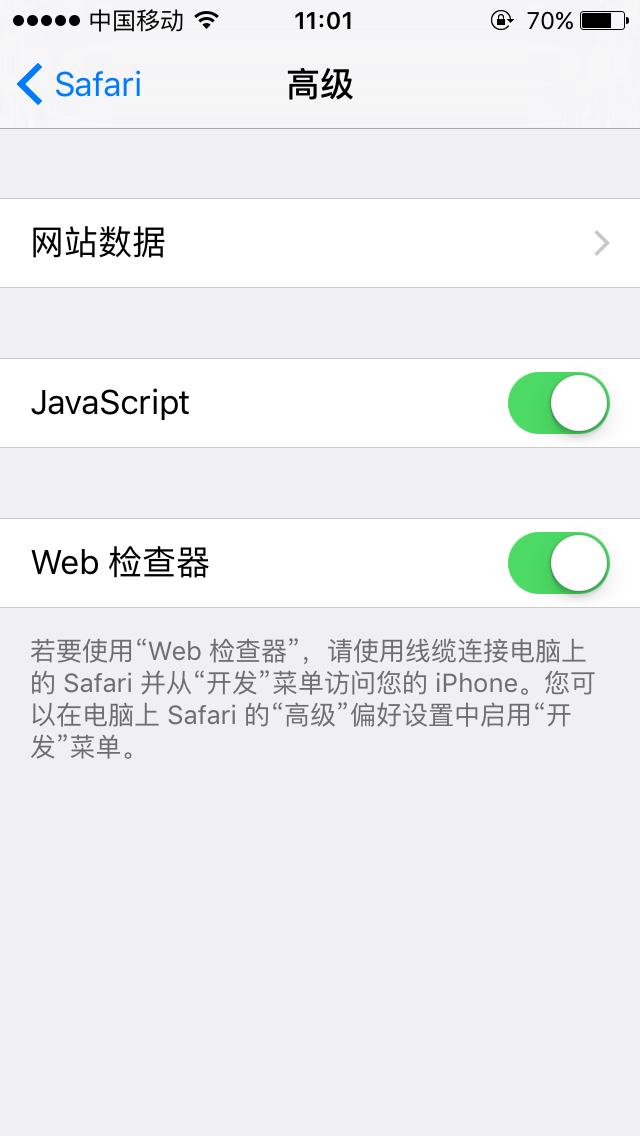 中国移动 11:01 70%
Safari 高级
网站数据
JavaScript
Web 检查器
若要使用“Web 检查器”，请使用线缆连接电脑上
的 Safari 并从“开发”菜单访问您的 iPhone。您可
以在电脑上 Safari 的“高级”偏好设置中启用“开
发”菜单。